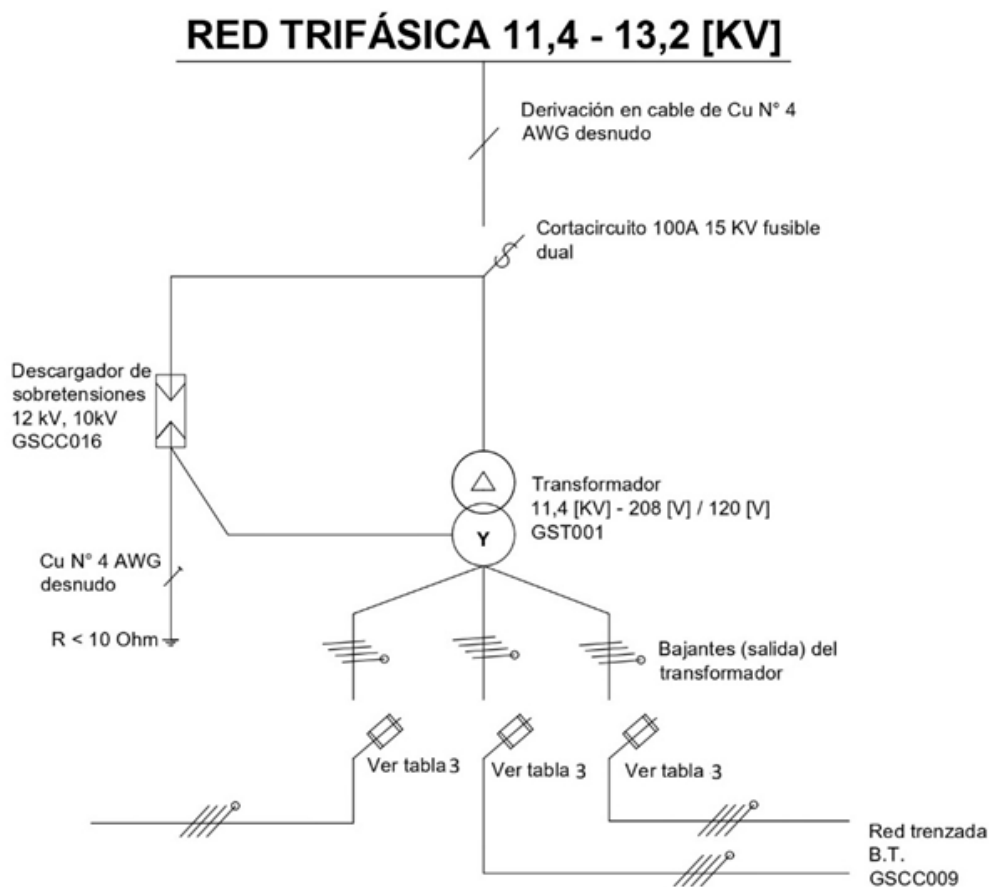 RED TRIFÁSICA 11,4 - 13,2 [KV]
Derivación en cable de Cu N° 4
AWG desnudo
Cortacircuito 100A 15 KV fusible
dual
Descargador de
sobretensiones
12 kV, 10kV
GSCC016
Transformador
11,4 [KV] - 208 [V] / 120 [V]
GST001
Y
Cu N° 4 AWG
desnudo
R < 10 Ohm
Bajantes (salida) del
transformador
Ver tabla 3
Ver tabla 3
Ver tabla 3
Red trenzada
B.T.
GSCC009